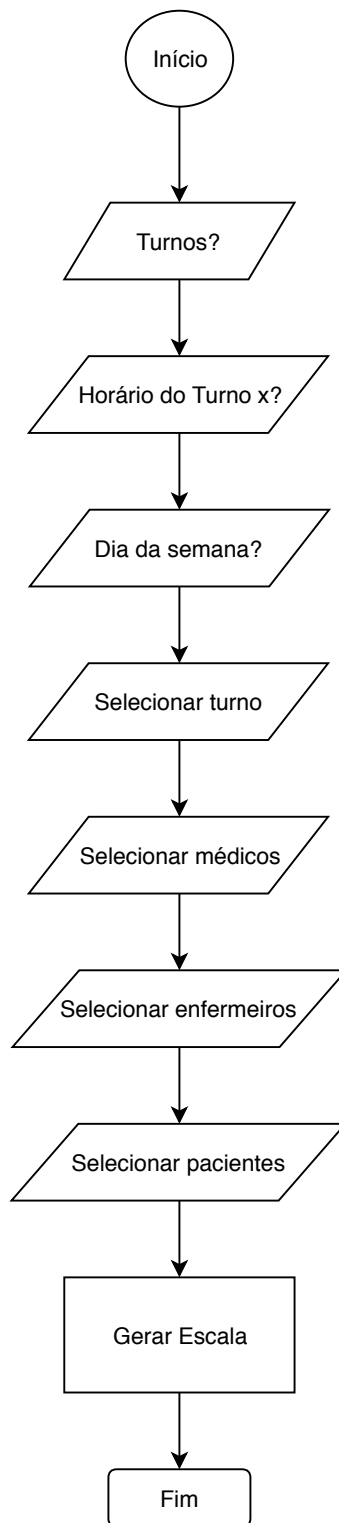 Início
Turnos?
Horário do Turno x?
Dia da semana?
Selecionar turno
Selecionar médicos
Selecionar enfermeiros
Selecionar pacientes
Gerar Escala
Fim